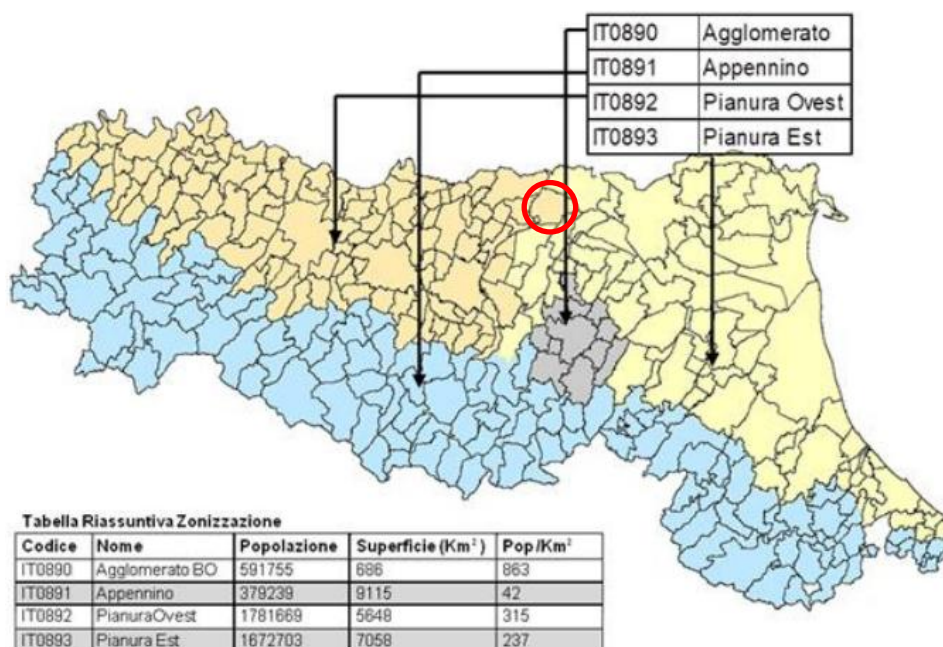 IT0890 Agglomerato
IT0891 Appennino
IT0892 Pianura Ovest
IT0893 Pianura Est
Tabella Riassuntiva Zonizzazione
Codice Nome Popolazione Superficie (Km²) Pop/Km²
IT0890 Agglomerato BO 591755 686 863
IT0891 Appennino 379239 9115 42
IT0892 PianuraOvest 1781669 5648 315
IT0893 Pianura Est 1672703 7058 237